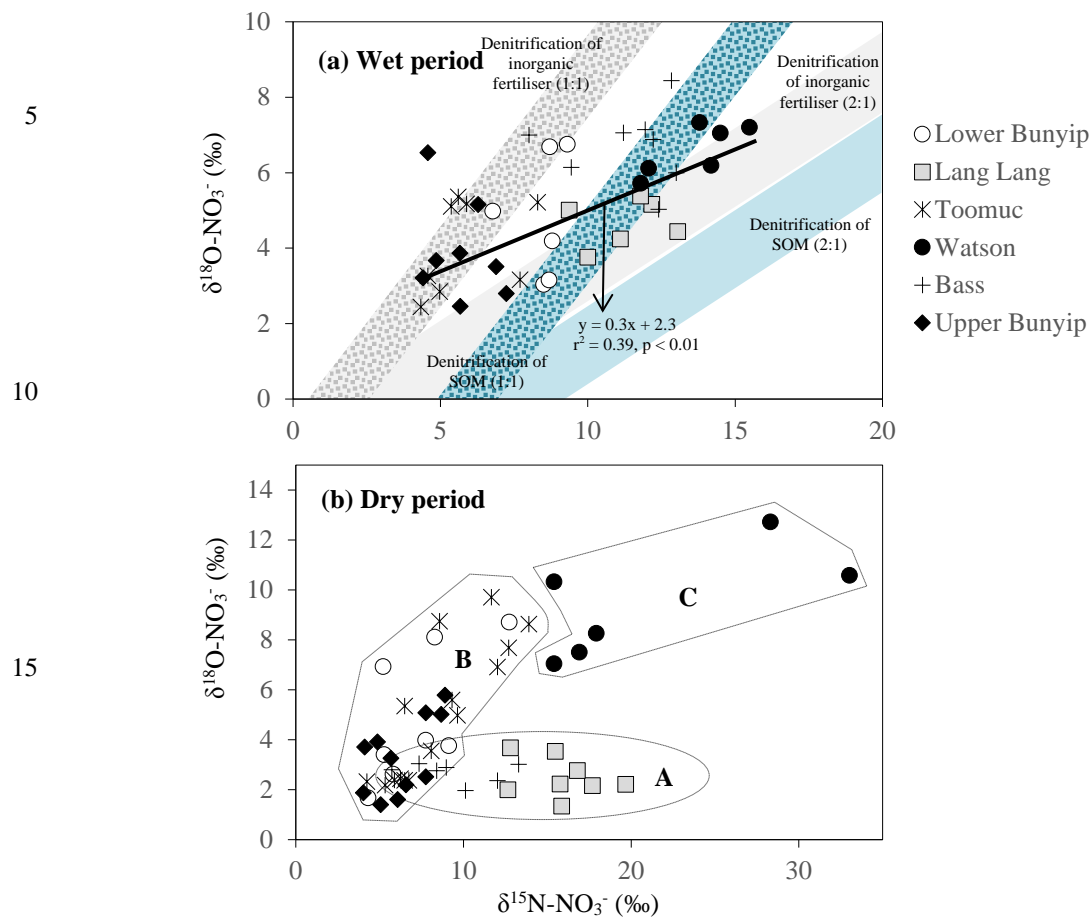 5
10
15
10
8
6
4
2
0
δ18O-NO3- (‰)
(a) Wet period
Denitrification of
inorganic
fertiliser (1:1)
Denitrification
of inorganic
fertiliser (2:1)
Denitrification of
SOM (2:1)
y = 0.3x + 2.3
r2 = 0.39, p < 0.01
Denitrification of
SOM (1:1)
0 5 10 15 20
Lower Bunyip
Lang Lang
Toomuc
Watson
Bass
Upper Bunyip
14
12
10
8
6
4
2
0
δ18O-NO3- (‰)
(b) Dry period
C
B
A
0 10 20 30
δ15N-NO3- (‰)